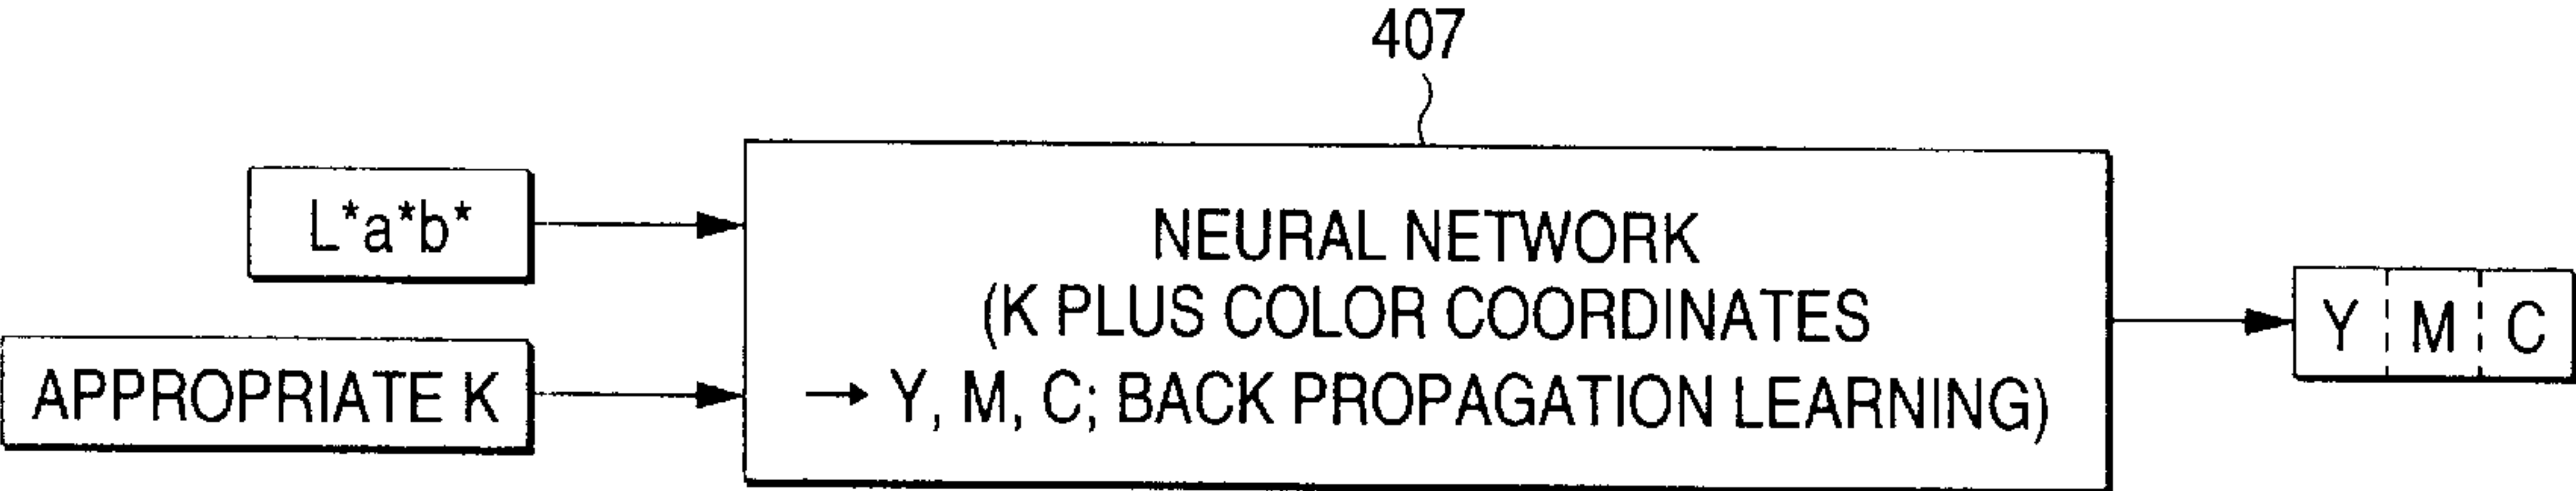 407
L*a*b*
APPROPRIATE K
NEURAL NETWORK
(K PLUS COLOR COORDINATES
→ Y, M, C; BACK PROPAGATION LEARNING)
Y M C